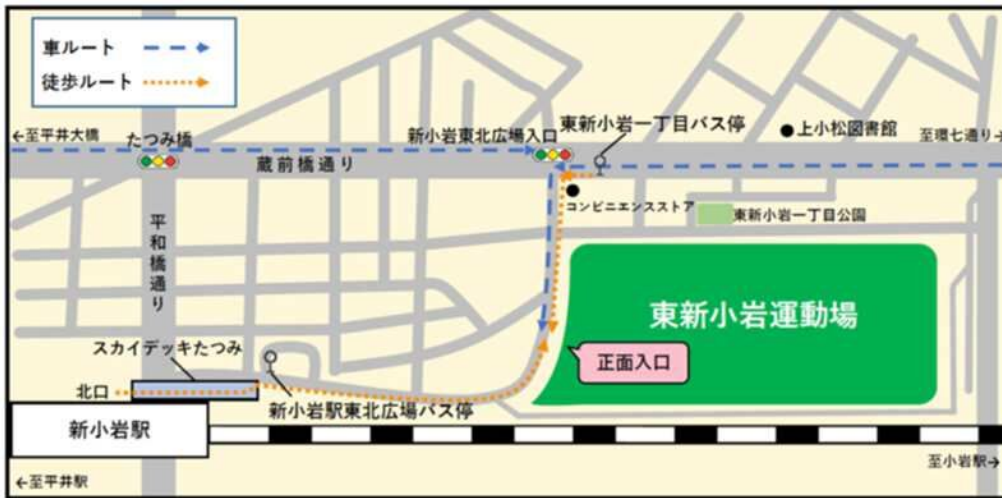 車ルート
徒歩ルート
←至平井大橋
たつみ橋
新小岩東北広場入口
東新小岩一丁目バス停
上小松図書館
至環七通り→
蔵前橋通り
コンビニエンスストア
東新小岩一丁目公園
平和橋通り
東新小岩運動場
正面入口
スカイデッキたつみ
北口
新小岩駅東北広場バス停
新小岩駅
至小岩駅→
←至平井駅